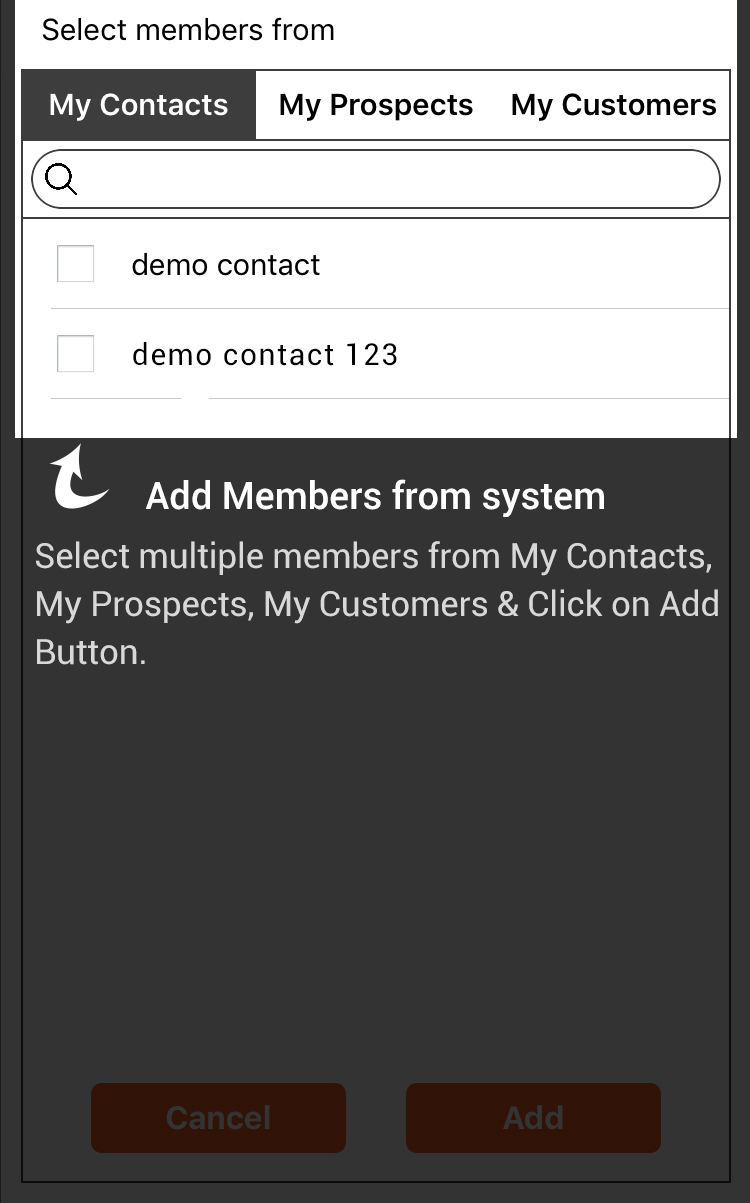 Select members from
My Contacts My Prospects My Customers
demo contact
demo contact 123
Add Members from system
Select multiple members from My Contacts,
My Prospects, My Customers & Click on Add
Button.
Cancel Add